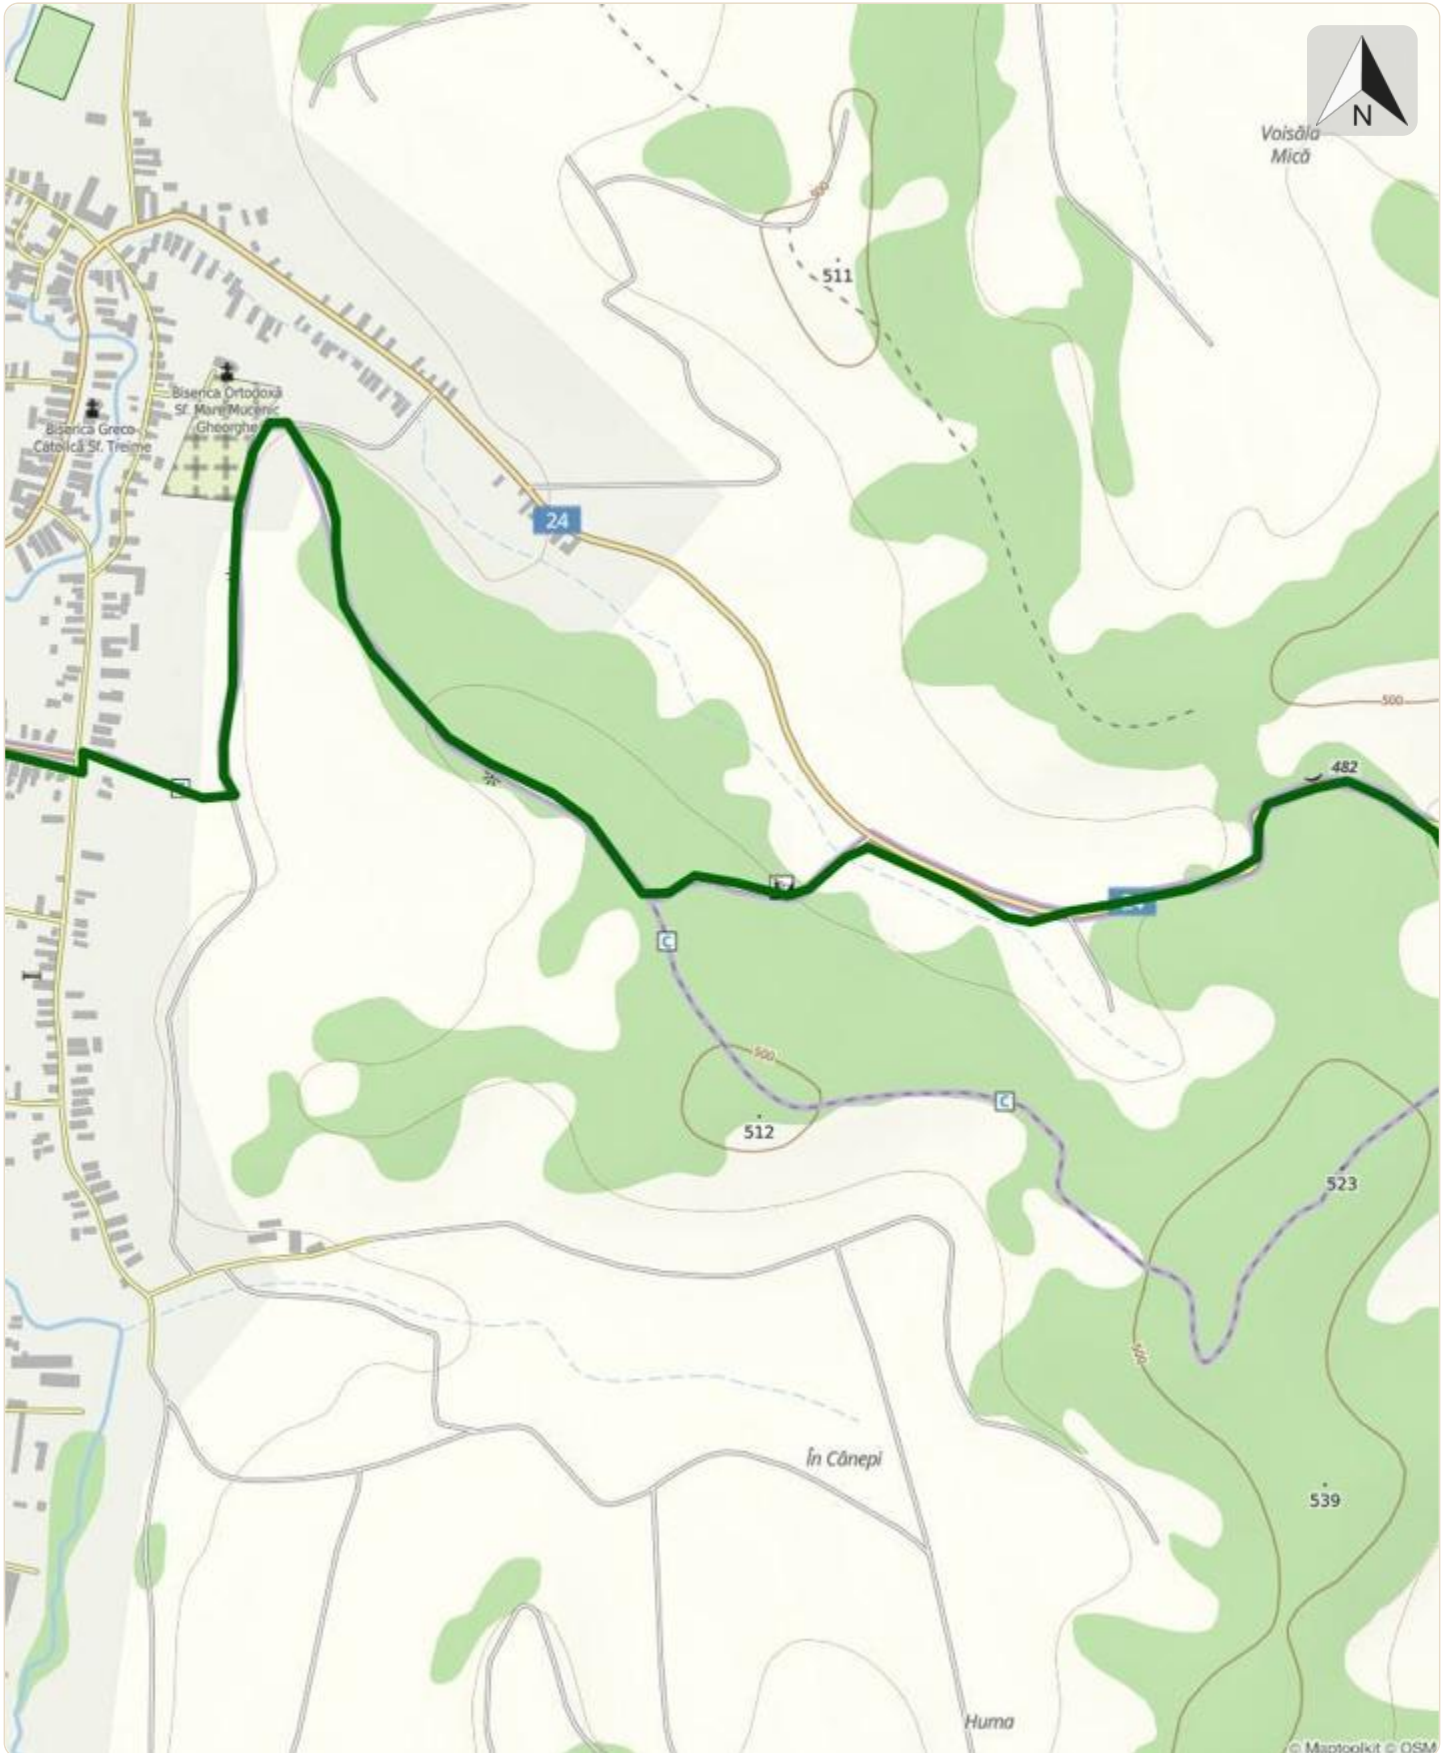 N
Voisăla
Mică
500
511
Biserica Ortodoxă
Sf. Mare Mucenic
Gheorghe
Biserica Greco-
Catolică Sf. Treime
24
500
482
C
500
C
512
523
500
În Cânepi
539
Huma
© Maptoolkit © OSM